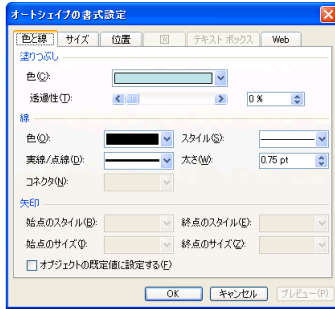 オートシェイプの書式設定
色と線 サイズ 位置 図 テキスト ボックス Web
塗りつぶし
色(C):
透過性(T): 0 %
線
色(O): スタイル(S):
実線/点線(D): 太さ(W): 0.75 pt
コネクタ(N):
矢印
始点のスタイル(B): 終点のスタイル(E):
始点のサイズ(I): 終点のサイズ(Z):
オブジェクトの既定値に設定する(F)
OK キャンセル プレビュー(P)